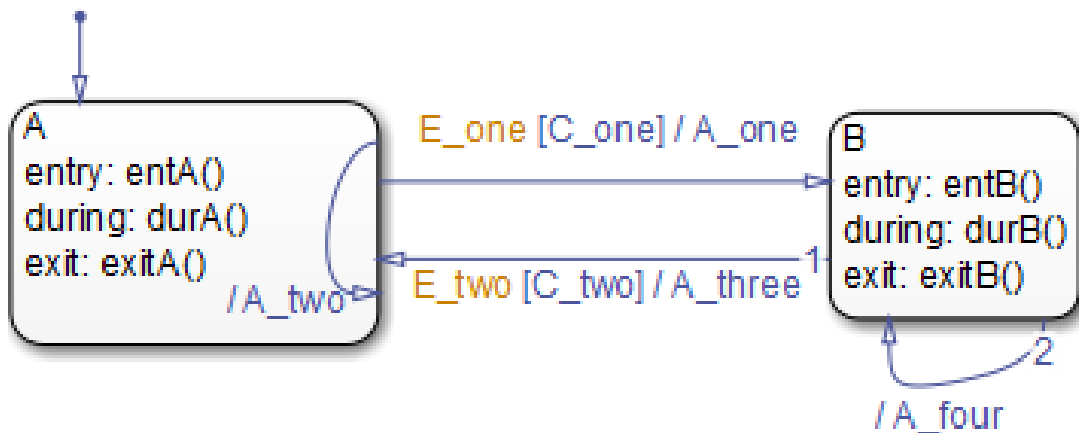 A
entry: entA()
during: durA()
exit: exitA()
/ A_two
E_one [C_one] / A_one
E_two [C_two] / A_three
1
B
entry: entB()
during: durB()
exit: exitB()
2
/ A_four